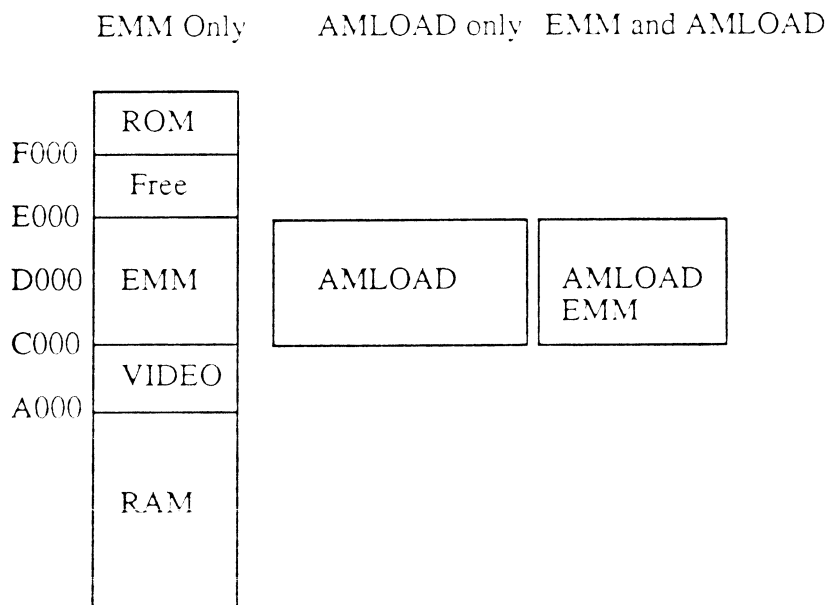 EMM Only AMLOAD only EMM and AMLOAD
ROM
F000
Free
E000
D000 EMM AMLOAD AMLOAD
EMM
C000
VIDEO
A000
RAM